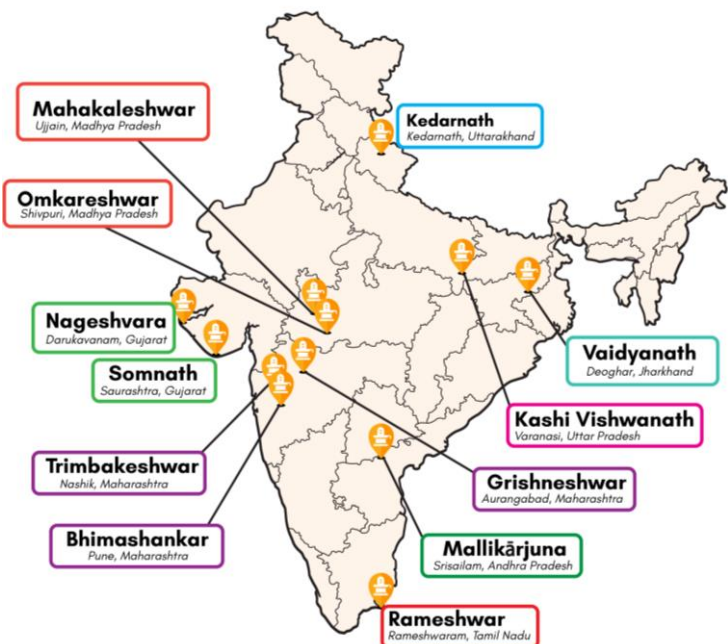 Mahakaleshwar
Ujjain, Madhya Pradesh
Kedarnath
Kedarnath, Uttarakhand
Omkareshwar
Shivpuri, Madhya Pradesh
Nageshvara
Darukavanam, Gujarat
Somnath
Saurashtra, Gujarat
Vaidyanath
Deoghar, Jharkhand
Kashi Vishwanath
Varanasi, Uttar Pradesh
Trimbakeshwar
Nashik, Maharashtra
Grishneshwar
Aurangabad, Maharashtra
Bhimashankar
Pune, Maharashtra
Mallikārjuna
Srisailam, Andhra Pradesh
Rameshwar
Rameshwaram, Tamil Nadu